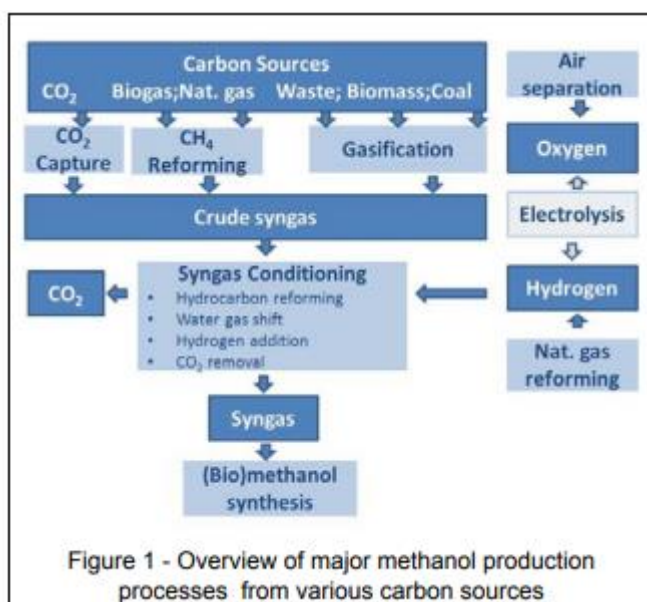 Carbon Sources
CO₂ Biogas;Nat. gas Waste; Biomass;Coal
Air
separation
CO₂
Capture
CH₄
Reforming
Gasification
Oxygen
Crude syngas
Electrolysis
CO₂
Syngas Conditioning
• Hydrocarbon reforming
• Water gas shift
• Hydrogen addition
• CO₂ removal
Hydrogen
Nat. gas
reforming
Syngas
(Bio)methanol
synthesis
Figure 1 - Overview of major methanol production
processes from various carbon sources